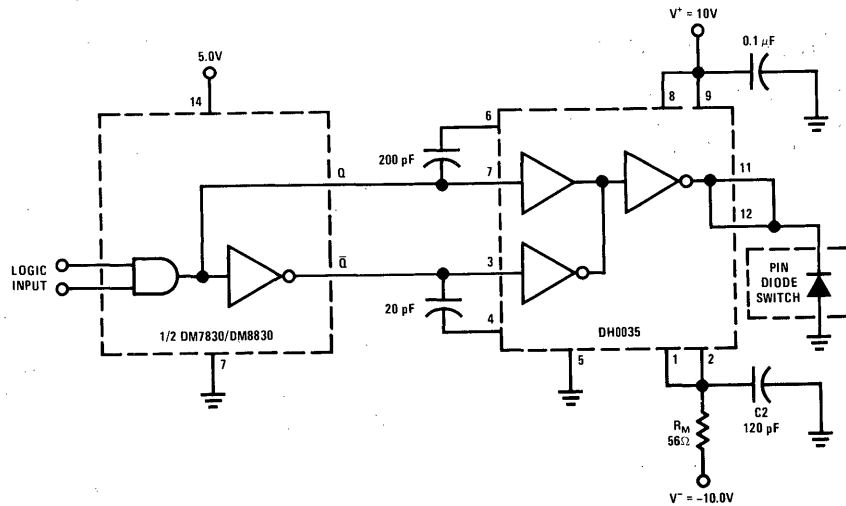 V+ = 10V
0.1 μF
5.0V
14
8
9
6
200 pF
Q
7
11
12
LOGIC
INPUT
Q̅
3
20 pF
4
PIN
DIODE
SWITCH
1/2 DM7830/DM8830
DH0035
7
5
1
2
C2
120 pF
RM
56Ω
V− = −10.0V